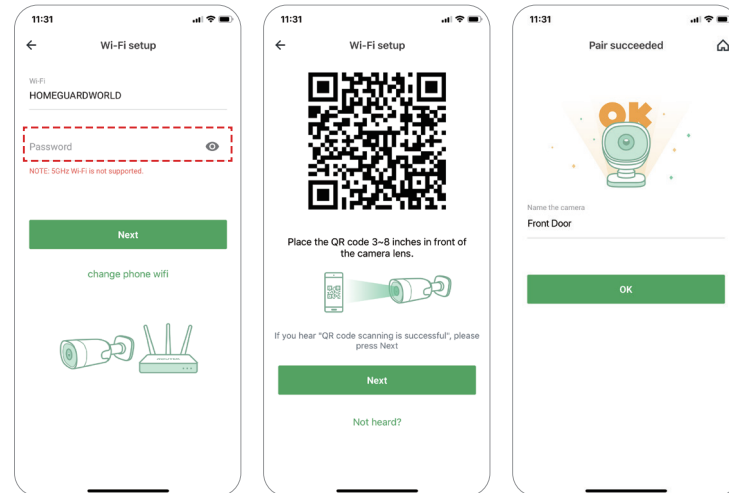 11:31
Wi-Fi setup
Wi-Fi
HOMEGUARDWORLD
Password
NOTE: 5GHz Wi-Fi is not supported.
Next
change phone wifi
11:31
Wi-Fi setup
Place the QR code 3~8 inches in front of
the camera lens.
If you hear "QR code scanning is successful", please
press Next
Next
Not heard?
11:31
Pair succeeded
OK
Name the camera
Front Door
OK